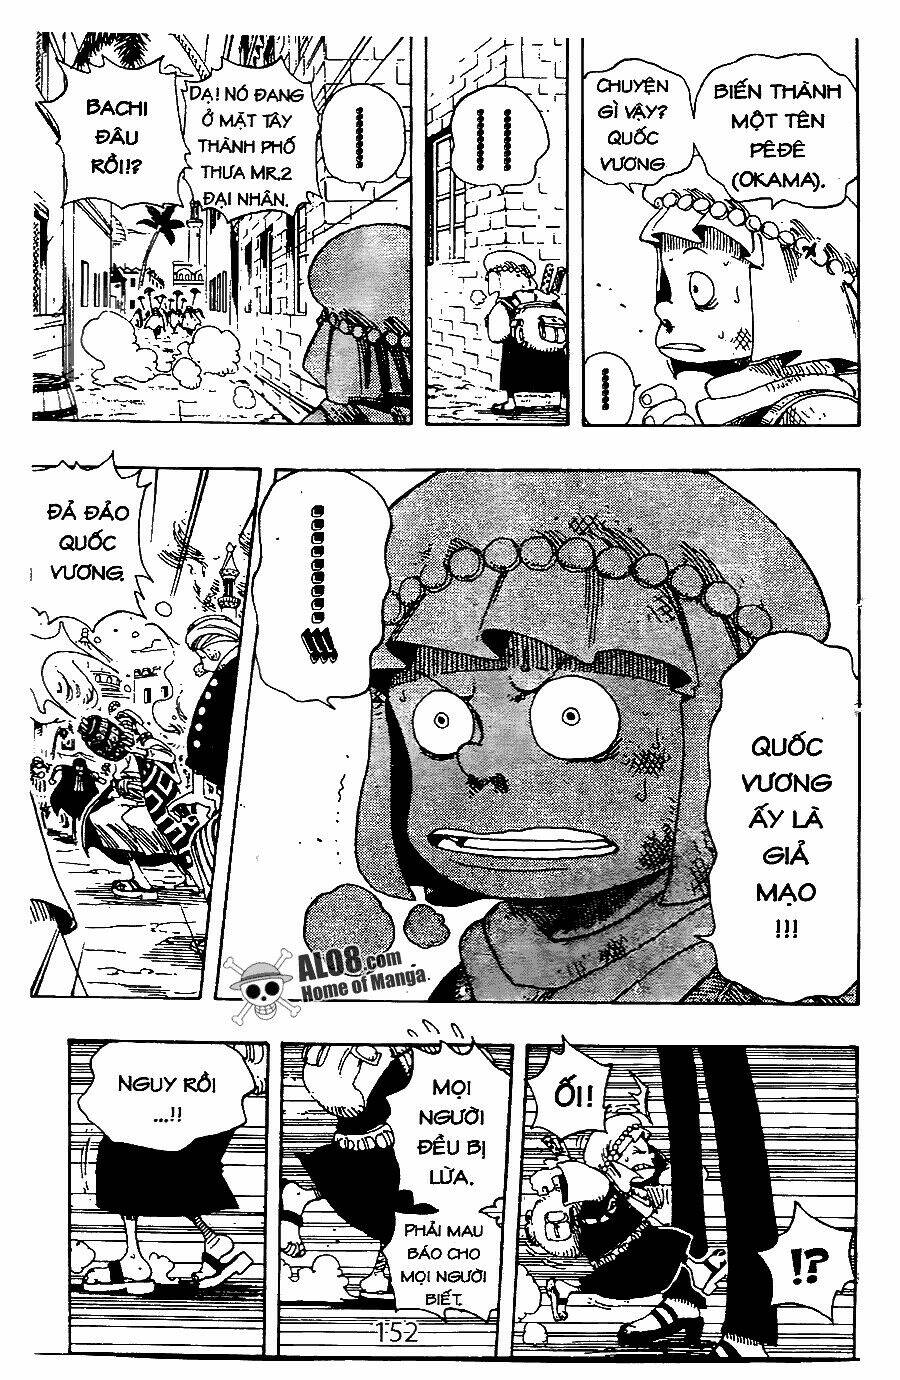 BIẾN THÀNH
MỘT TÊN
PÊĐÊ
(OKAMA).
CHUYỆN
GÌ VẬY?
QUỐC
VƯƠNG
DẠ! NÓ ĐANG
Ở MẶT TÂY
THÀNH PHỐ
THƯA MR.2
ĐẠI NHÂN.
BACHI
ĐÂU
RỒI!?
QUỐC
VƯƠNG
ẤY LÀ
GIẢ
MẠO
!!!
ĐẢ ĐẢO
QUỐC
VƯƠNG.
ALO8.com
Home of Manga.
ỐI!
!?
MỌI
NGƯỜI
ĐỀU BỊ
LỪA.
PHẢI MAU
BÁO CHO
MỌI NGƯỜI
BIẾT.
NGUY RỒI
...!!
152